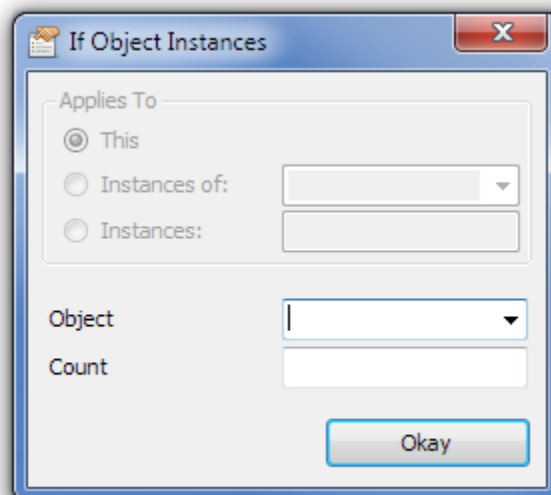 If Object Instances
Applies To
This
Instances of:
Instances:
Object
Count
Okay